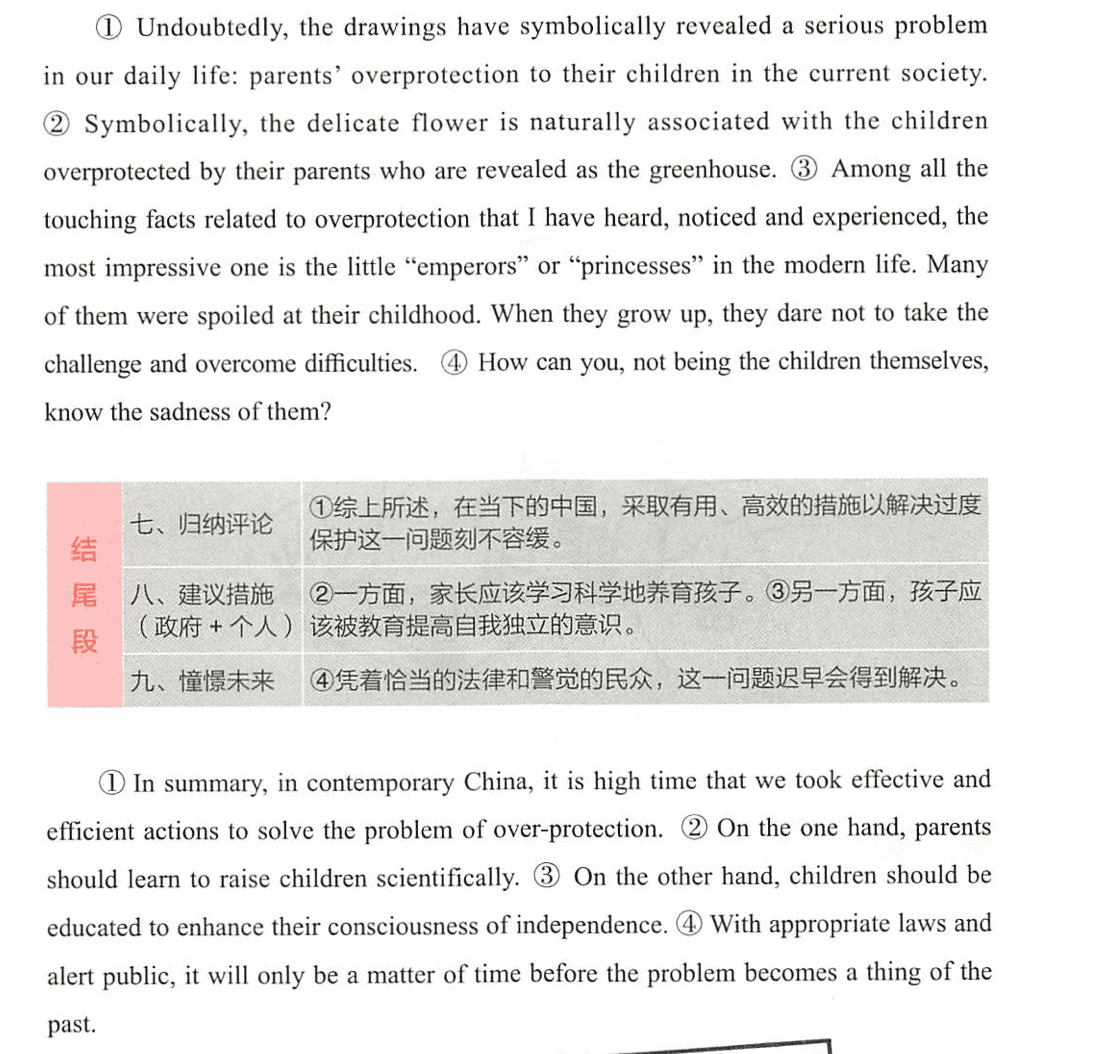 ① Undoubtedly, the drawings have symbolically revealed a serious problem
in our daily life: parents’ overprotection to their children in the current society.
② Symbolically, the delicate flower is naturally associated with the children
overprotected by their parents who are revealed as the greenhouse. ③ Among all the
touching facts related to overprotection that I have heard, noticed and experienced, the
most impressive one is the little “emperors” or “princesses” in the modern life. Many
of them were spoiled at their childhood. When they grow up, they dare not to take the
challenge and overcome difficulties. ④ How can you, not being the children themselves,
know the sadness of them?
结
尾
段
七、归纳评论
①综上所述，在当下的中国，采取有用、高效的措施以解决过度
保护这一问题刻不容缓。
八、建议措施
（政府 + 个人）
②一方面，家长应该学习科学地养育孩子。③另一方面，孩子应
该被教育提高自我独立的意识。
九、憧憬未来
④凭着恰当的法律和警觉的民众，这一问题迟早会得到解决。
① In summary, in contemporary China, it is high time that we took effective and
efficient actions to solve the problem of over-protection. ② On the one hand, parents
should learn to raise children scientifically. ③ On the other hand, children should be
educated to enhance their consciousness of independence. ④ With appropriate laws and
alert public, it will only be a matter of time before the problem becomes a thing of the
past.